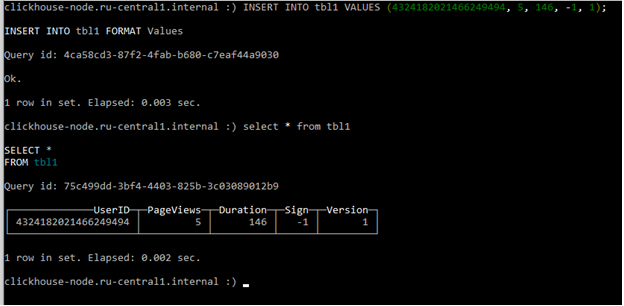 clickhouse-node.ru-central1.internal :) INSERT INTO tbl1 VALUES (4324182021466249494, 5, 146, -1, 1);
INSERT INTO tbl1 FORMAT Values
Query id: 4ca58cd3-87f2-4fab-b680-c7eaf44a9030
Ok.
1 row in set. Elapsed: 0.003 sec.
clickhouse-node.ru-central1.internal :) select * from tbl1
SELECT *
FROM tbl1
Query id: 75c499dd-3bf4-4403-825b-3c03089012b9
UserID PageViews Duration Sign Version
4324182021466249494 5 146 -1 1
1 row in set. Elapsed: 0.002 sec.
clickhouse-node.ru-central1.internal :)